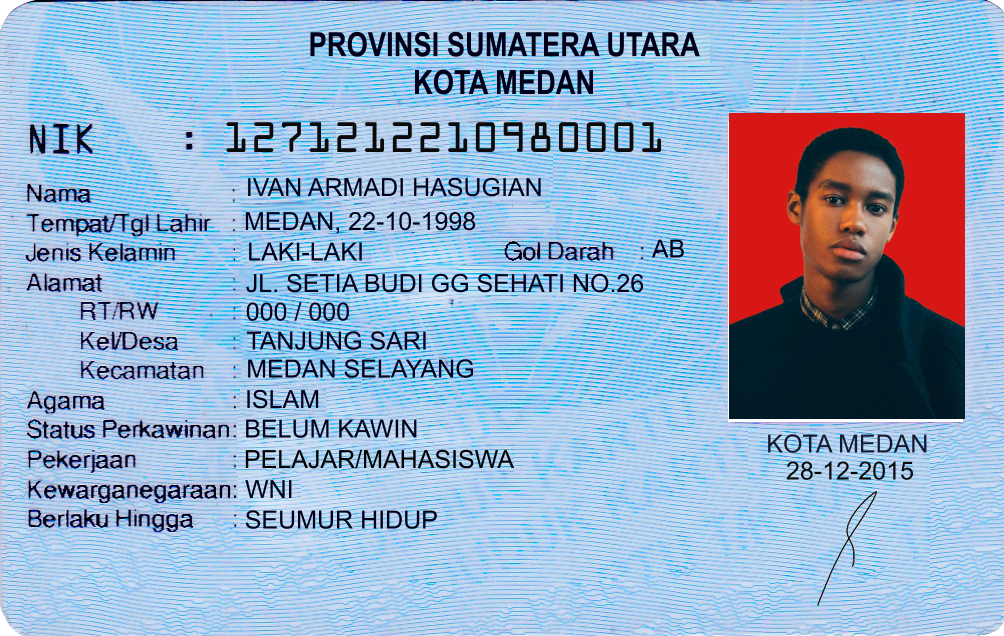 PROVINSI SUMATERA UTARA
KOTA MEDAN
NIK : 1271212210980001
Nama : IVAN ARMADI HASUGIAN
Tempat/Tgl Lahir : MEDAN, 22-10-1998
Jenis Kelamin : LAKI-LAKI Gol Darah : AB
Alamat : JL. SETIA BUDI GG SEHATI NO.26
RT/RW : 000 / 000
Kel/Desa : TANJUNG SARI
Kecamatan : MEDAN SELAYANG
Agama : ISLAM
Status Perkawinan: BELUM KAWIN
Pekerjaan : PELAJAR/MAHASISWA
Kewarganegaraan: WNI
Berlaku Hingga : SEUMUR HIDUP
KOTA MEDAN
28-12-2015